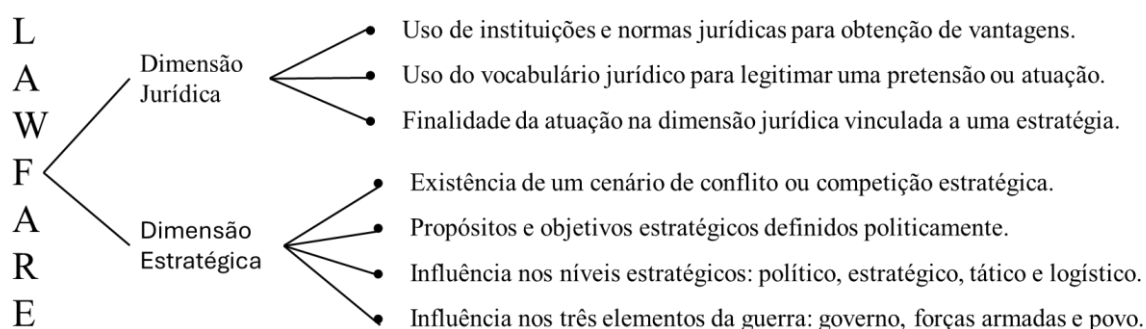 LAWFARE
Dimensão
Jurídica
Uso de instituições e normas jurídicas para obtenção de vantagens.
Uso do vocabulário jurídico para legitimar uma pretensão ou atuação.
Finalidade da atuação na dimensão jurídica vinculada a uma estratégia.
Dimensão
Estratégica
Existência de um cenário de conflito ou competição estratégica.
Propósitos e objetivos estratégicos definidos politicamente.
Influência nos níveis estratégicos: político, estratégico, tático e logístico.
Influência nos três elementos da guerra: governo, forças armadas e povo.